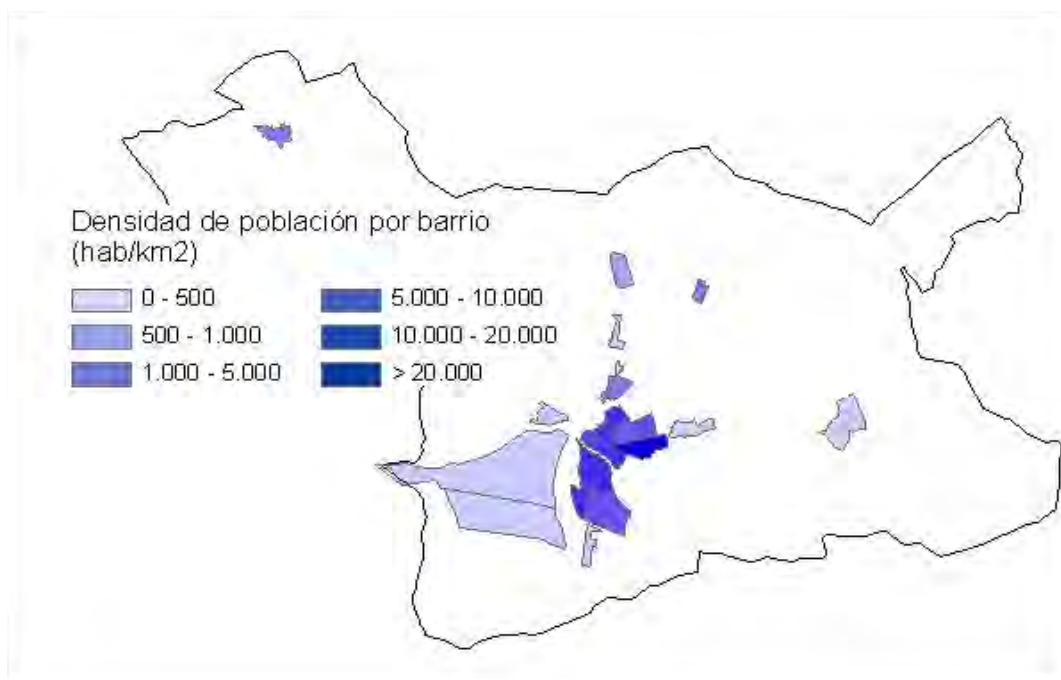 Densidad de población por barrio
(hab/km2)
0 - 500
500 - 1.000
1.000 - 5.000
5.000 - 10.000
10.000 - 20.000
> 20.000